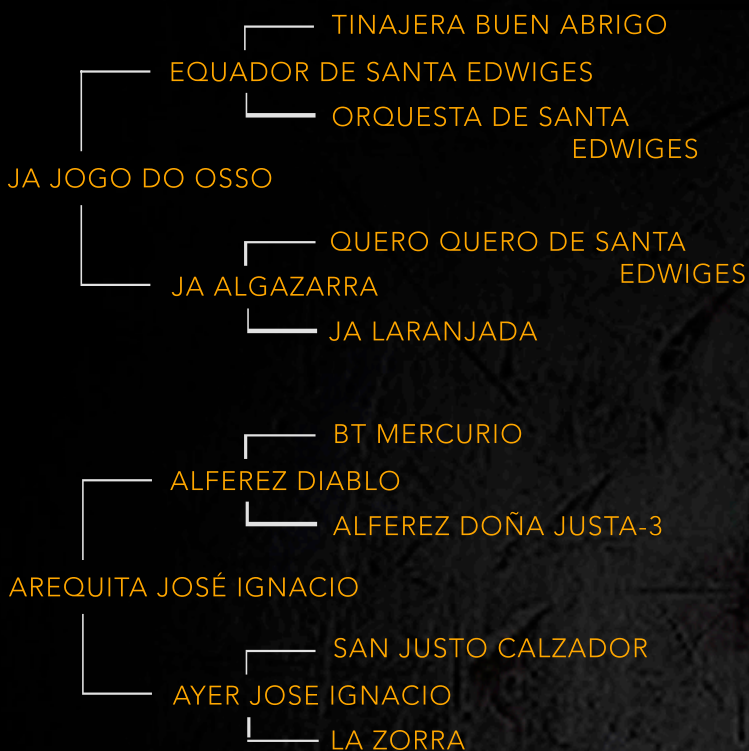 TINAJERA BUEN ABRIGO
EQUADOR DE SANTA EDWIGES
ORQUESTA DE SANTA
EDWIGES
JA JOGO DO OSSO
QUERO QUERO DE SANTA
EDWIGES
JA ALGAZARRA
JA LARANJADA
BT MERCURIO
ALFEREZ DIABLO
ALFEREZ DOÑA JUSTA-3
AREQUITA JOSÉ IGNACIO
SAN JUSTO CALZADOR
AYER JOSE IGNACIO
LA ZORRA